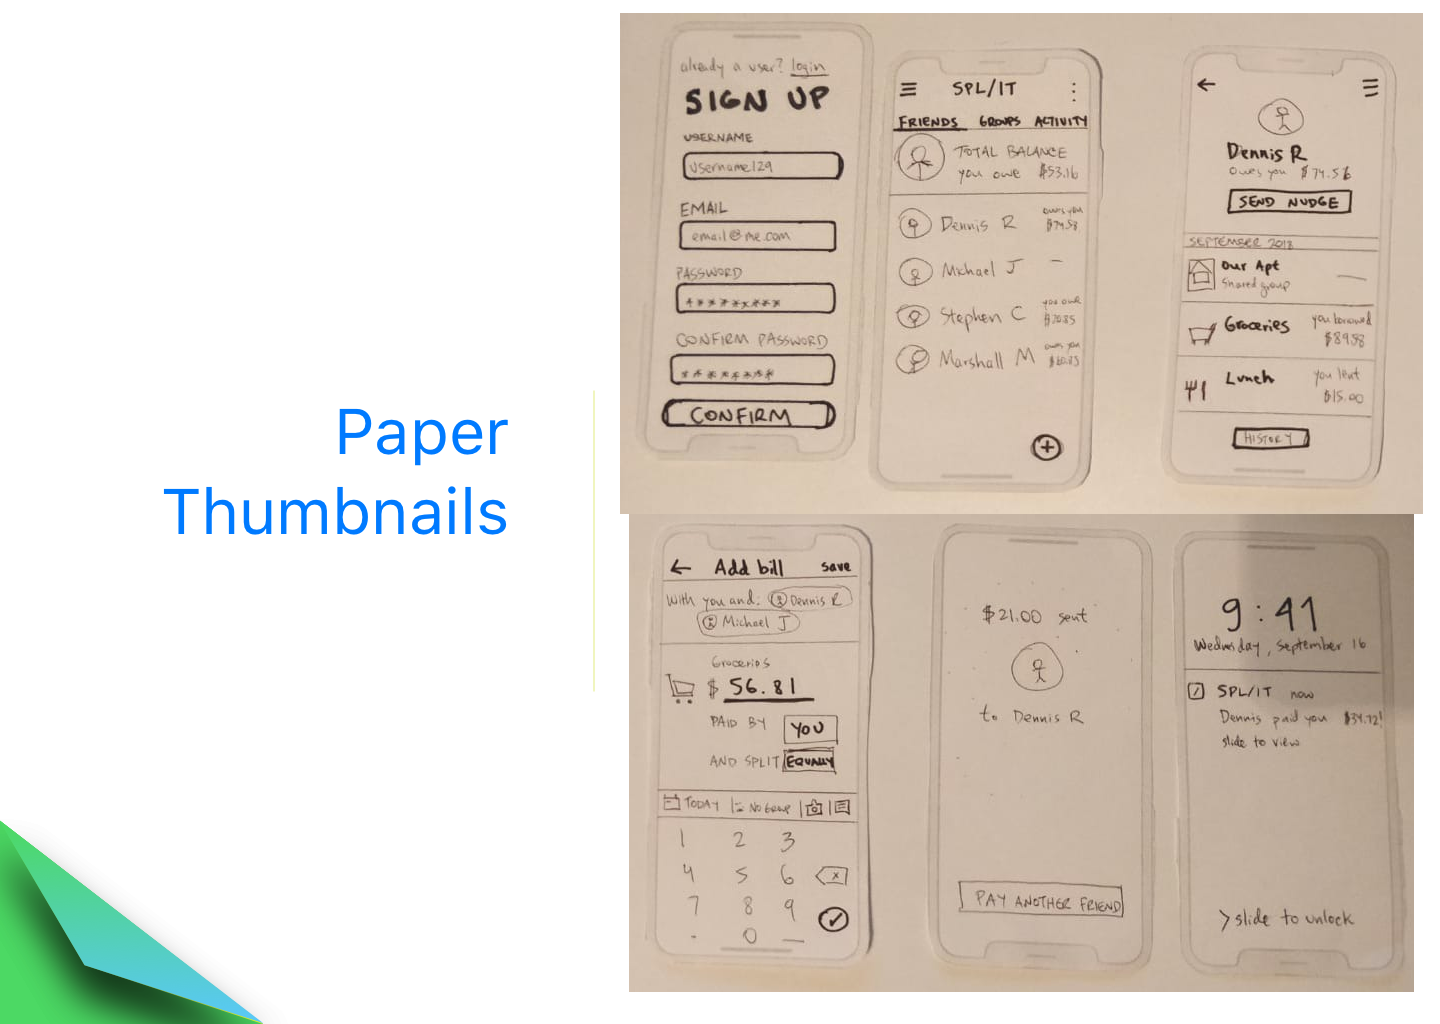 Paper
Thumbnails
already a user? login
SIGN UP
USERNAME
Username129
EMAIL
email@me.com
PASSWORD
********
CONFIRM PASSWORD
********
CONFIRM
SPL/IT
FRIENDS GROUPS ACTIVITY
TOTAL BALANCE
you owe $53.16
Dennis R owes you
$74.58
Michael J –
Stephen C you owe
$20.85
Marshall M owes you
Dennis R
owes you $74.58
SEND NUDGE
SEPTEMBER 2018
Our Apt
Shared group
Groceries you borrowed
$89.58
Lunch you lent
$15.00
HISTORY
Add bill save
With you and: Dennis R
Michael J
Groceries
$ 56.81
PAID BY YOU
AND SPLIT EQUALLY
TODAY NO GROUP
1 2 3
4 5 6 x
7 8 9
. 0
$21.00 sent
to Dennis R
PAY ANOTHER FRIEND
9:41
Wednesday, September 16
SPL/IT now
Dennis paid you $34.72!
slide to view
> slide to unlock